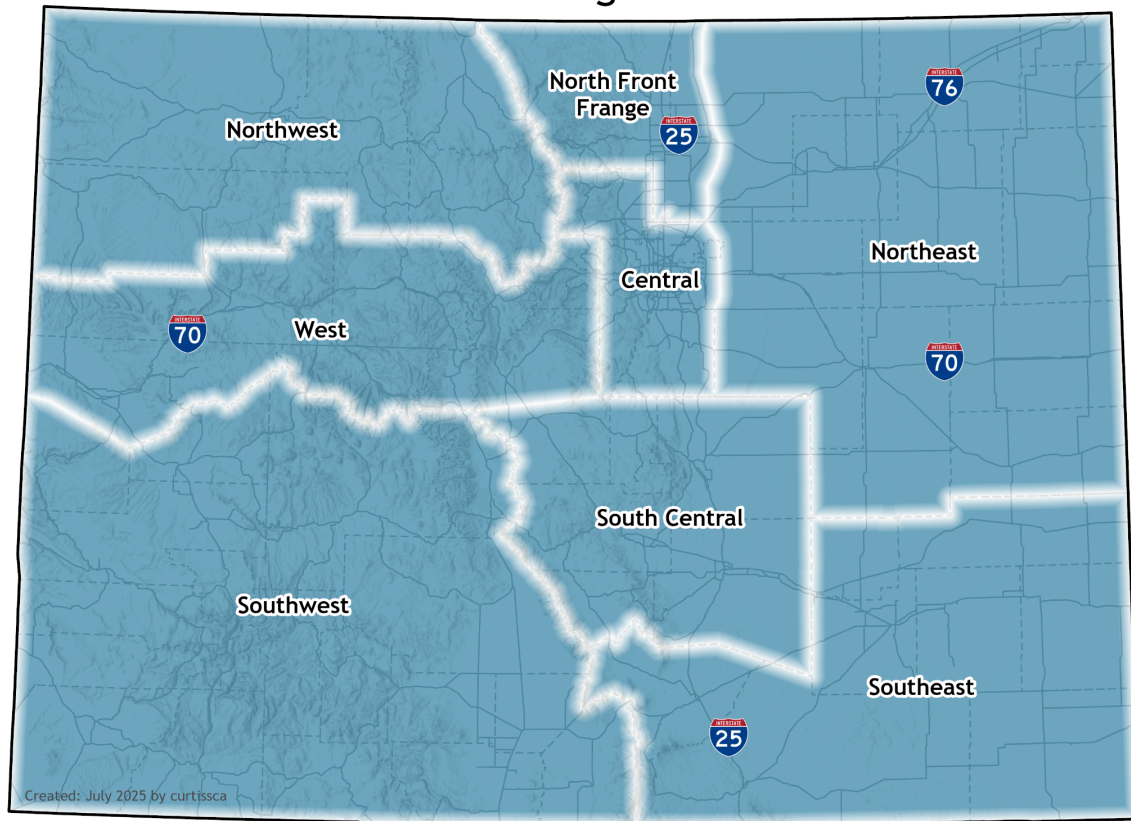 North Front
Frange
INTERSTATE
76
INTERSTATE
25
Northwest
Northeast
Central
INTERSTATE
70
West
INTERSTATE
70
South Central
Southwest
Southeast
INTERSTATE
25
Created: July 2025 by curtissca